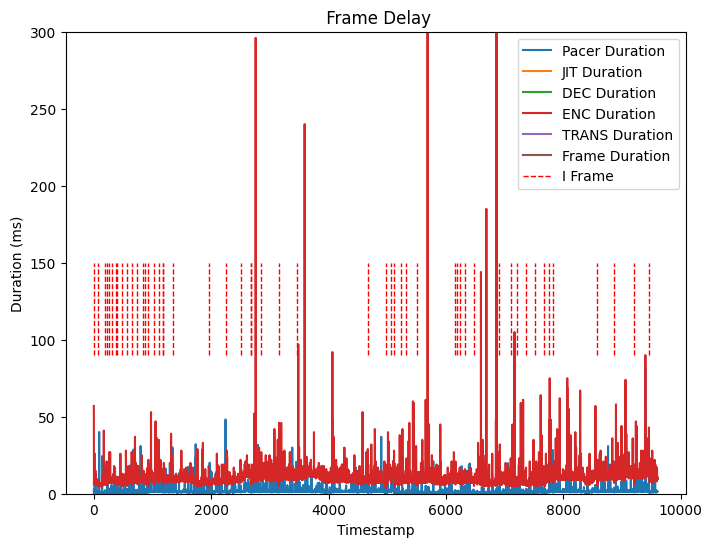 Frame Delay
300
250
200
150
100
50
0
Duration (ms)
0
2000
4000
6000
8000
10000
Timestamp
Pacer Duration
JIT Duration
DEC Duration
ENC Duration
TRANS Duration
Frame Duration
I Frame